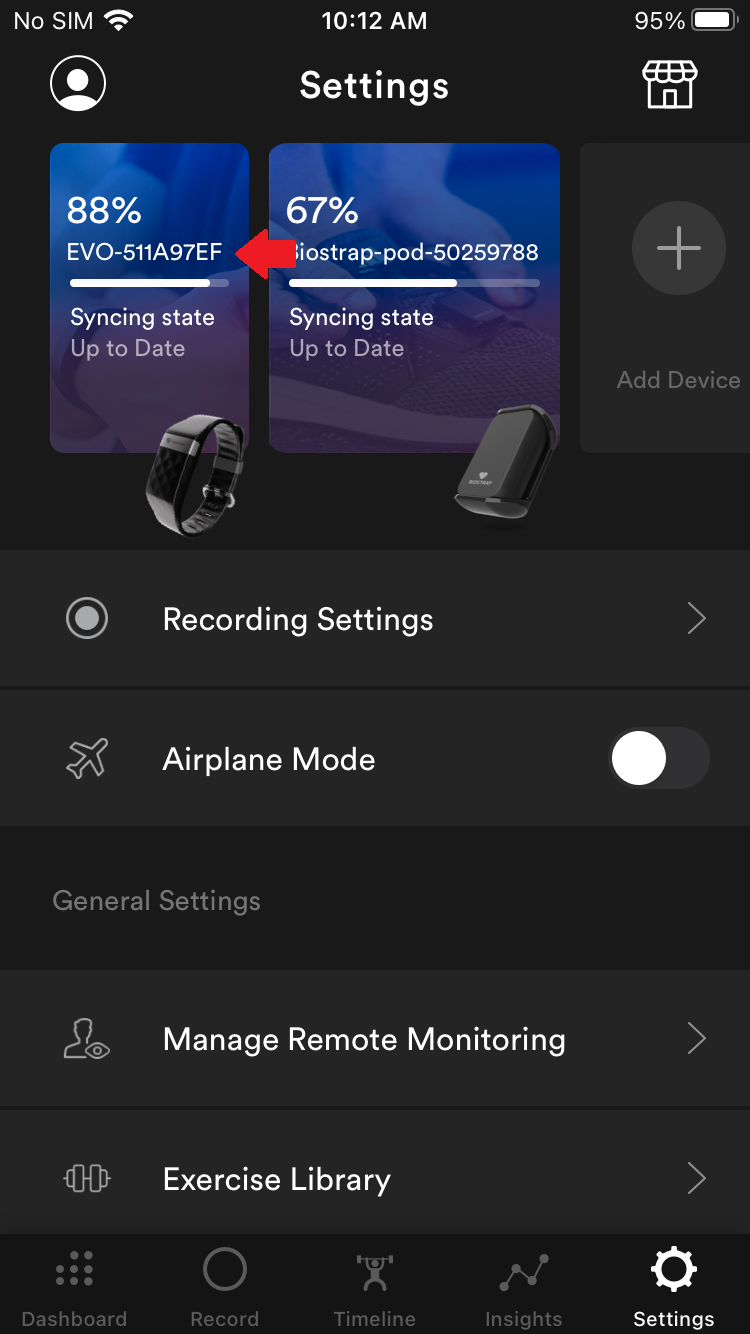 No SIM 10:12 AM 95%
Settings
88%
EVO-511A97EF
Syncing state
Up to Date
67%
Biostrap-pod-50259788
Syncing state
Up to Date
BIOSTRAP
Add Device
Recording Settings
Airplane Mode
General Settings
Manage Remote Monitoring
Exercise Library
Dashboard Record Timeline Insights Settings